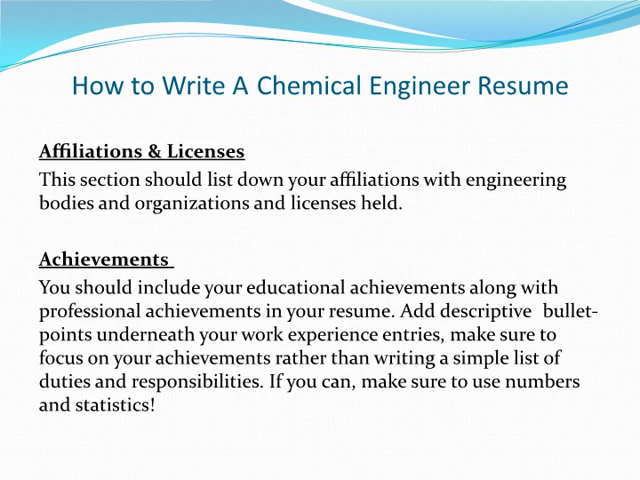 How to Write A Chemical Engineer Resume
Affiliations & Licenses
This section should list down your affiliations with engineering
bodies and organizations and licenses held.
Achievements
You should include your educational achievements along with
professional achievements in your resume. Add descriptive  bullet-
points underneath your work experience entries, make sure to
focus on your achievements rather than writing a simple list of
duties and responsibilities. If you can, make sure to use numbers
and statistics!